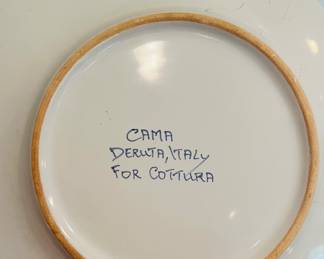 CAMA
DERUTA, ITALY
FOR COTTURA